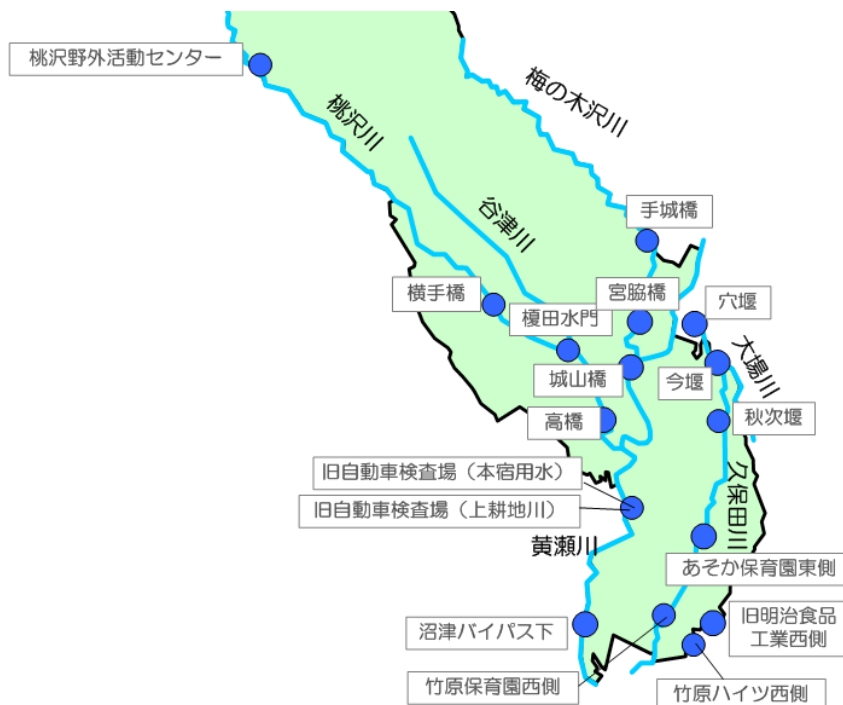 桃沢野外活動センター
梅の木沢川
桃沢川
手城橋
谷津川
横手橋
宮脇橋
穴堰
榎田水門
大場川
城山橋
今堰
高橋
秋次堰
旧自動車検査場（本宿用水）
旧自動車検査場（上耕地川）
久保田川
黄瀬川
あそか保育園東側
沼津バイパス下
旧明治食品
工業西側
竹原保育園西側
竹原ハイツ西側